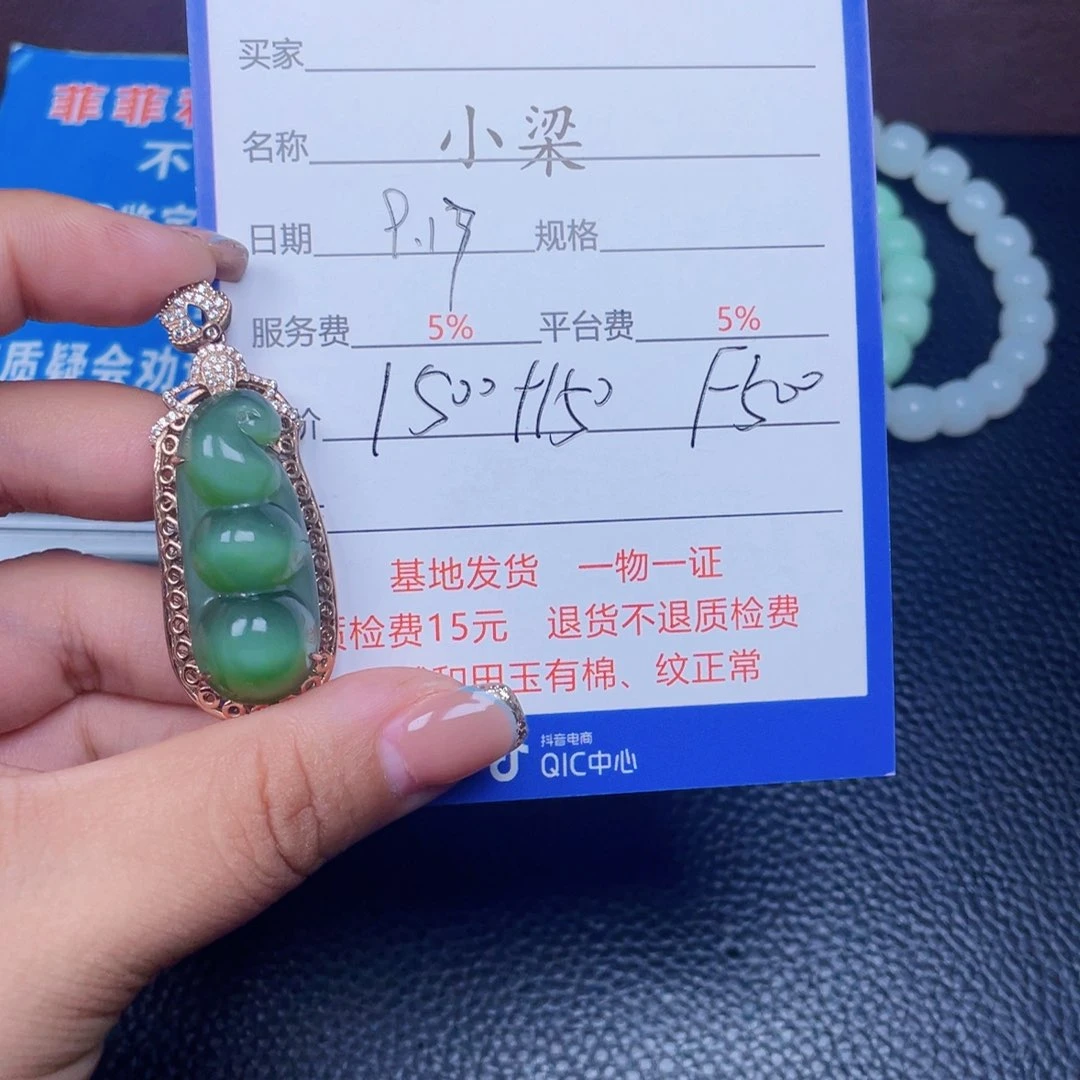 菲菲
不
质疑会劝
买家
名称 小梁
日期 9.17 规格
服务费 5% 平台费 5%
价 1500+150 F500
基地发货 一物一证
质检费15元 退货不退质检费
和田玉有棉、纹正常
抖音电商
QIC中心